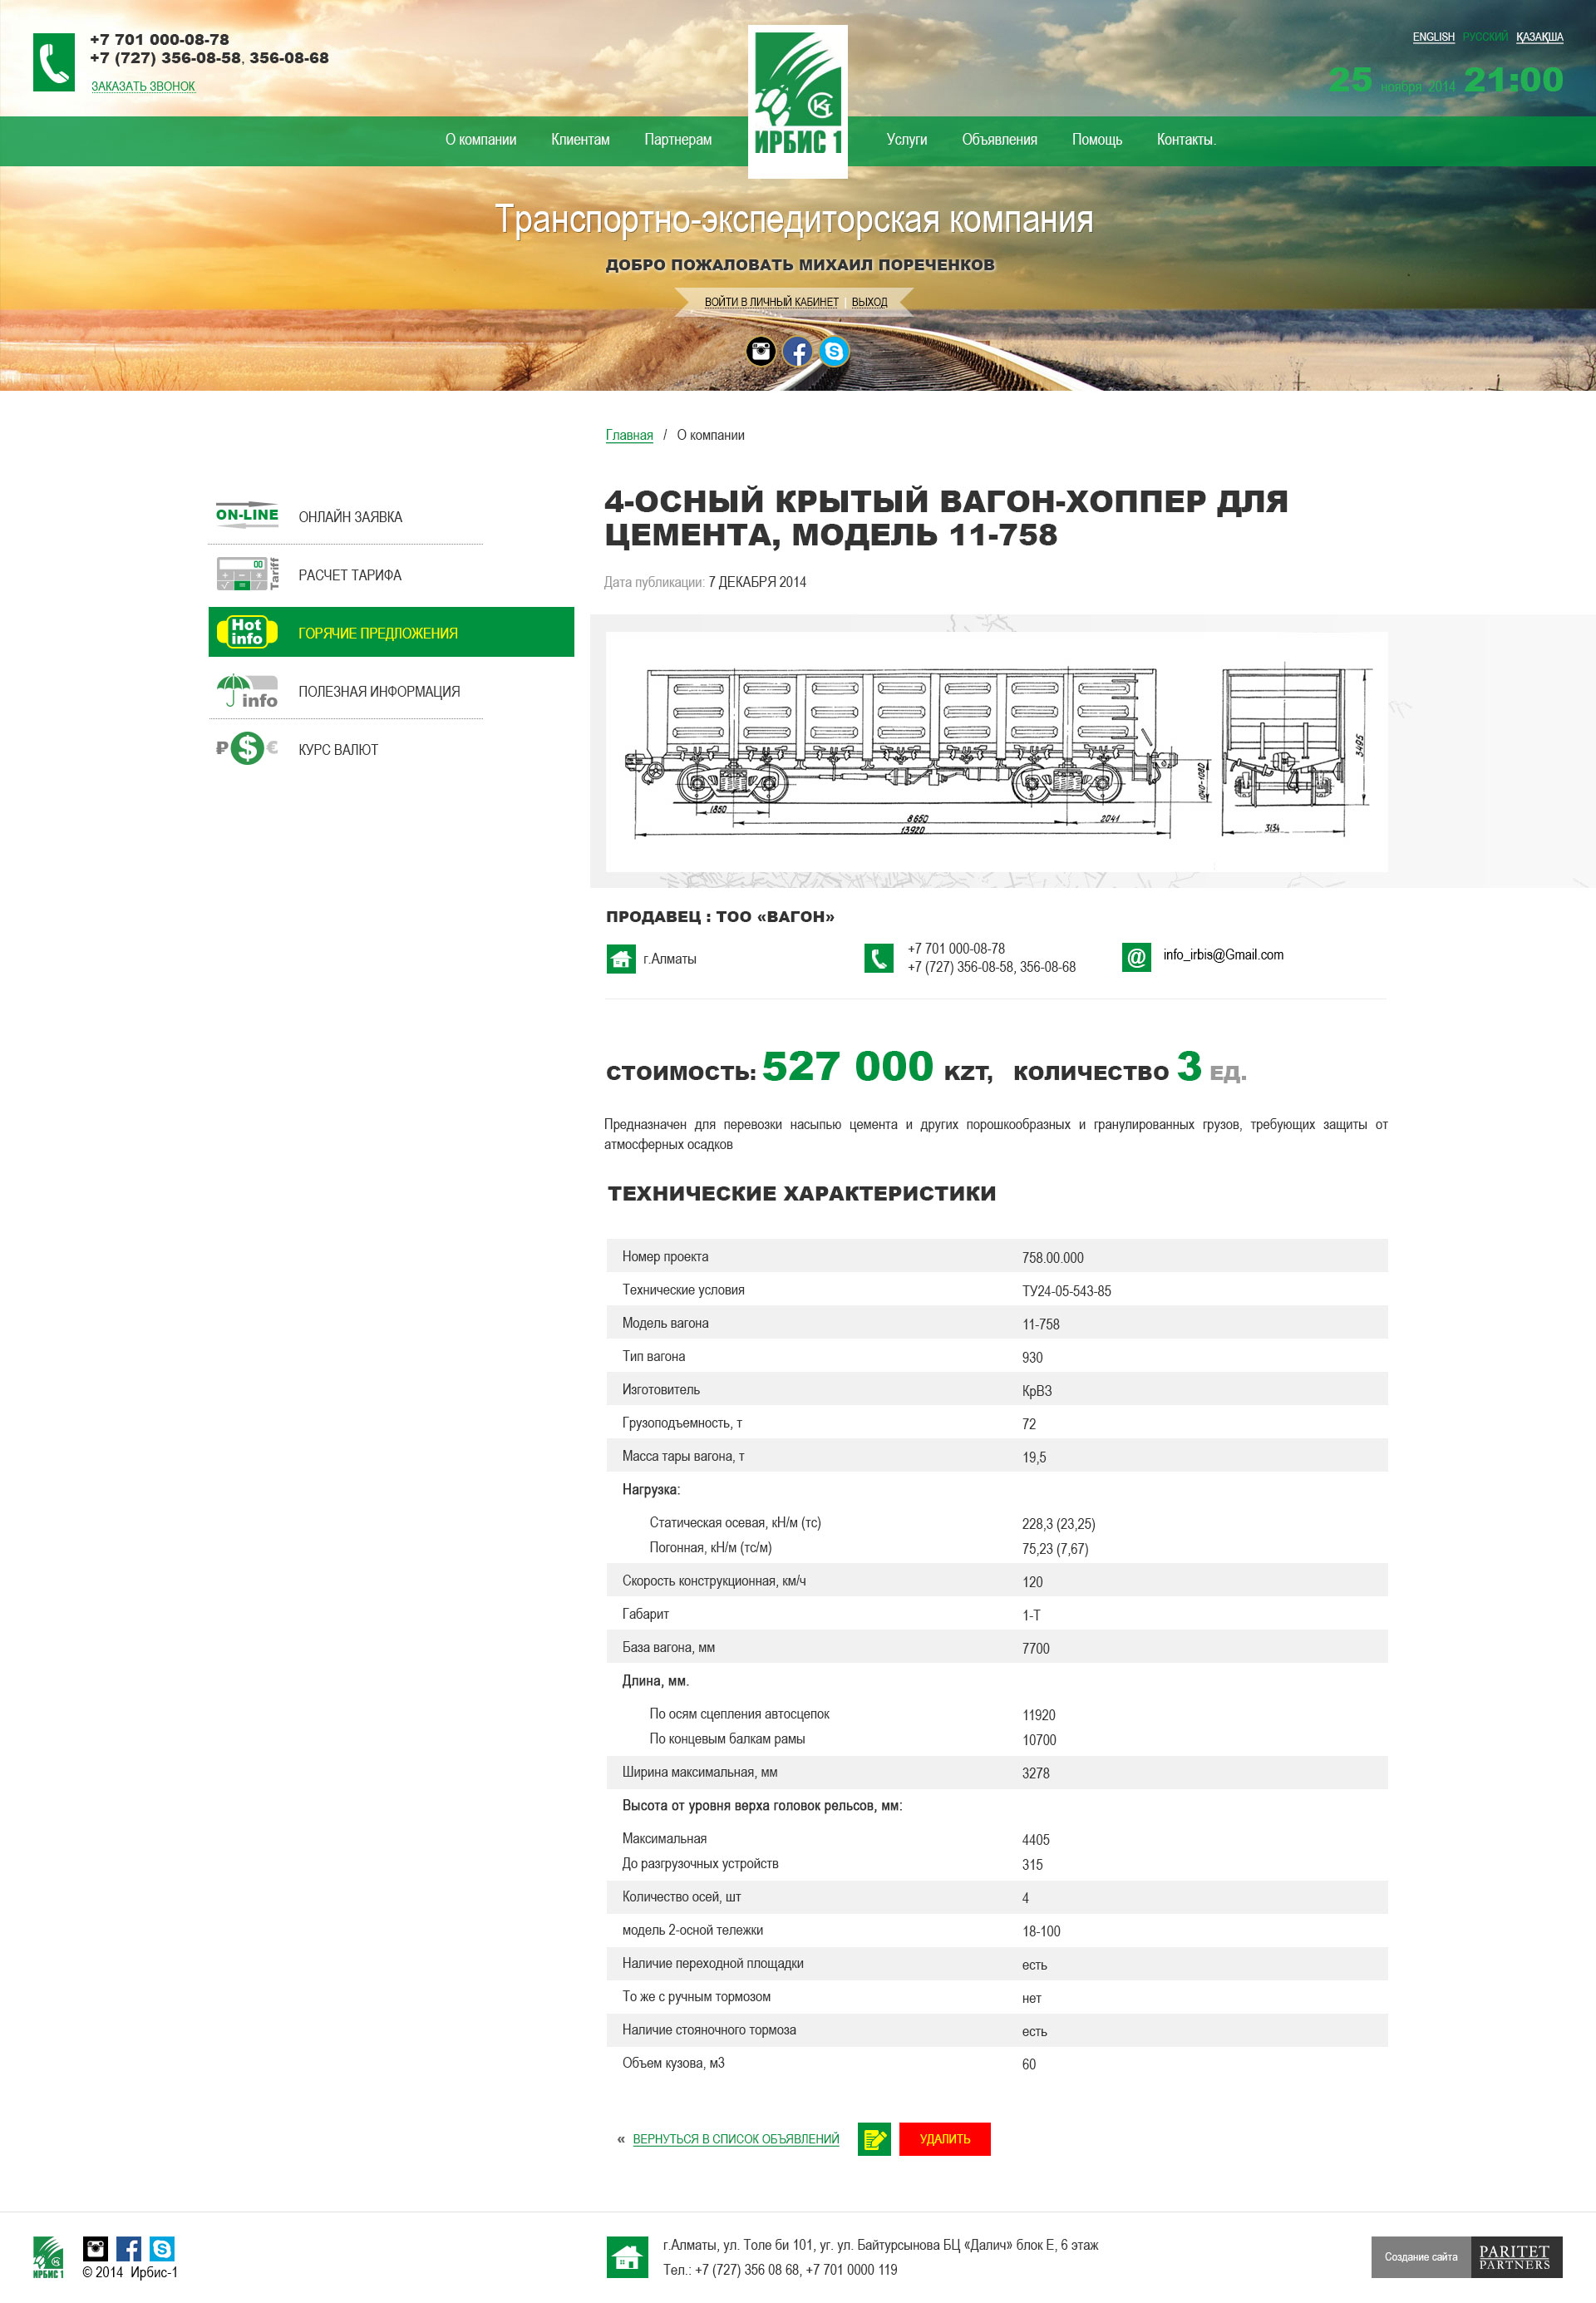 +7 701 000-08-78
+7 (727) 356-08-58, 356-08-68
ЗАКАЗАТЬ ЗВОНОК
ENGLISH РУССКИЙ ҚАЗАҚША
25 ноября 2014 21:00
О компании Клиентам Партнерам
ИРБИС 1
Услуги Объявления Помощь Контакты.
Транспортно-экспедиторская компания
ДОБРО ПОЖАЛОВАТЬ МИХАИЛ ПОРЕЧЕНКОВ
ВОЙТИ В ЛИЧНЫЙ КАБИНЕТ | ВЫХОД
Главная / О компании
ON-LINE ОНЛАЙН ЗАЯВКА
00 Tariff РАСЧЕТ ТАРИФА
Hot info ГОРЯЧИЕ ПРЕДЛОЖЕНИЯ
info ПОЛЕЗНАЯ ИНФОРМАЦИЯ
₽ $ € КУРС ВАЛЮТ
4-ОСНЫЙ КРЫТЫЙ ВАГОН-ХОППЕР ДЛЯ
ЦЕМЕНТА, МОДЕЛЬ 11-758
Дата публикации: 7 ДЕКАБРЯ 2014
3495
1040-1080
1850
8650
2041
13920
3134
ПРОДАВЕЦ : ТОО «ВАГОН»
г.Алматы
+7 701 000-08-78
+7 (727) 356-08-58, 356-08-68
@ info_irbis@Gmail.com
СТОИМОСТЬ: 527 000 KZT, КОЛИЧЕСТВО 3 ЕД.
Предназначен для перевозки насыпью цемента и других порошкообразных и гранулированных грузов, требующих защиты от
атмосферных осадков
ТЕХНИЧЕСКИЕ ХАРАКТЕРИСТИКИ
Номер проекта 758.00.000
Технические условия ТУ24-05-543-85
Модель вагона 11-758
Тип вагона 930
Изготовитель КрВЗ
Грузоподъемность, т 72
Масса тары вагона, т 19,5
Нагрузка:
Статическая осевая, кН/м (тс) 228,3 (23,25)
Погонная, кН/м (тс/м) 75,23 (7,67)
Скорость конструкционная, км/ч 120
Габарит 1-Т
База вагона, мм 7700
Длина, мм.
По осям сцепления автосцепок 11920
По концевым балкам рамы 10700
Ширина максимальная, мм 3278
Высота от уровня верха головок рельсов, мм:
Максимальная 4405
До разгрузочных устройств 315
Количество осей, шт 4
модель 2-осной тележки 18-100
Наличие переходной площадки есть
То же с ручным тормозом нет
Наличие стояночного тормоза есть
Объем кузова, м3 60
« ВЕРНУТЬСЯ В СПИСОК ОБЪЯВЛЕНИЙ
УДАЛИТЬ
ИРБИС 1
© 2014 Ирбис-1
г.Алматы, ул. Толе би 101, уг. ул. Байтурсынова БЦ «Далич» блок Е, 6 этаж
Тел.: +7 (727) 356 08 68, +7 701 0000 119
Создание сайта
PARITET
PARTNERS